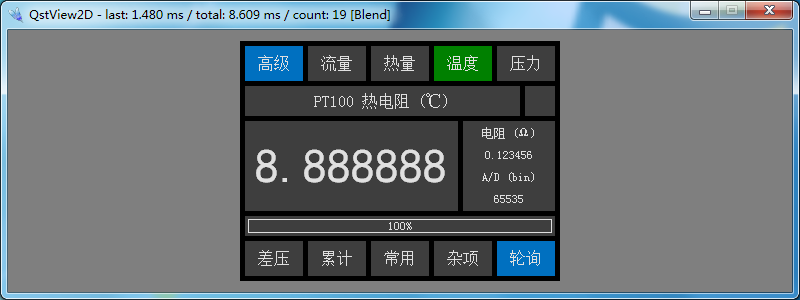 QstView2D - last: 1.480 ms / total: 8.609 ms / count: 19 [Blend]
高级 流量 热量 温度 压力
PT100 热电阻 (℃)
8.888888
电阻 (Ω)
0.123456
A/D (bin)
65535
100%
差压 累计 常用 杂项 轮询